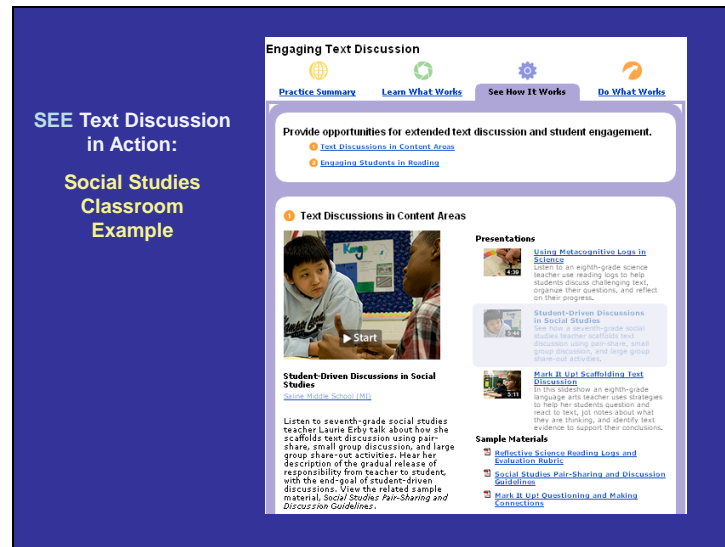 SEE Text Discussion
in Action:
Social Studies
Classroom
Example
Engaging Text Discussion
Practice Summary
Learn What Works
See How It Works
Do What Works
Provide opportunities for extended text discussion and student engagement.
1 Text Discussions in Content Areas
2 Engaging Students in Reading
1 Text Discussions in Content Areas
Start
Student-Driven Discussions in Social
Studies
Saline Middle School (MI)
Listen to seventh-grade social studies
teacher Laurie Erby talk about how she
scaffolds text discussion using pair-
share, small group discussion, and large
group share-out activities. Hear her
description of the gradual release of
responsibility from teacher to student,
with the end-goal of student-driven
discussions. View the related sample
material, Social Studies Pair-Sharing and
Discussion Guidelines.
Presentations
4:39
Using Metacognitive Logs in
Science
Listen to an eighth-grade science
teacher use reading logs to help
students discuss challenging text,
organize their questions, and reflect
on their progress.
Student-Driven Discussions
in Social Studies
See how a seventh-grade social
studies teacher scaffolds text
discussion using pair-share, small
group discussion, and large group
share-out activities.
5:11
Mark It Up! Scaffolding Text
Discussion
In this slideshow an eighth-grade
language arts teacher uses strategies
to help her students question and
react to text, jot notes about what
they are thinking, and identify text
evidence to support their conclusions.
Sample Materials
Reflective Science Reading Logs and
Evaluation Rubric
Social Studies Pair-Sharing and Discussion
Guidelines
Mark It Up! Questioning and Making
Connections